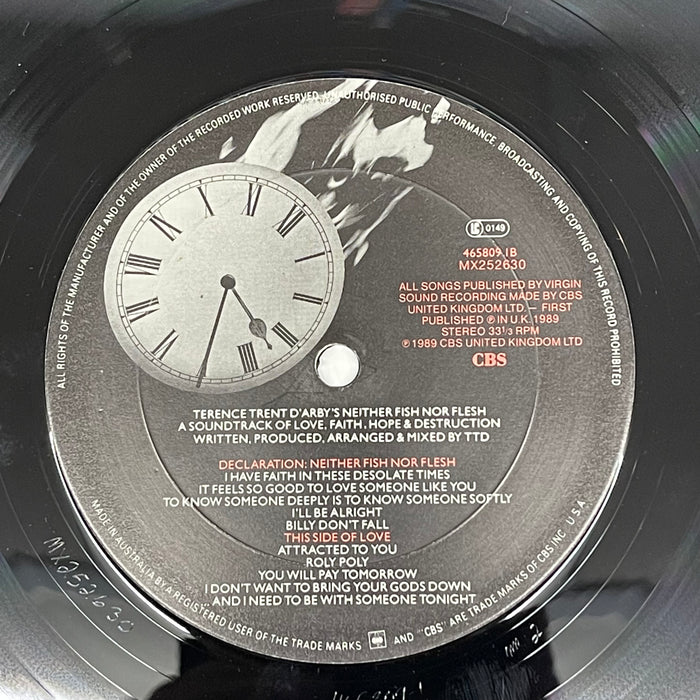 ALL RIGHTS OF THE MANUFACTURER AND OF THE OWNER OF THE RECORDED WORK RESERVED. UNAUTHORISED PUBLIC PERFORMANCE, BROADCASTING AND COPYING OF THIS RECORD PROHIBITED
0149
465809 1B
MX252630
ALL SONGS PUBLISHED BY VIRGIN
SOUND RECORDING MADE BY CBS
UNITED KINGDOM LTD. – FIRST
PUBLISHED ℗ IN U.K. 1989
STEREO 33⅓ RPM
℗ 1989 CBS UNITED KINGDOM LTD
CBS
TERENCE TRENT D'ARBY'S NEITHER FISH NOR FLESH
A SOUNDTRACK OF LOVE, FAITH, HOPE & DESTRUCTION
WRITTEN, PRODUCED, ARRANGED & MIXED BY TTD
DECLARATION: NEITHER FISH NOR FLESH
I HAVE FAITH IN THESE DESOLATE TIMES
IT FEELS SO GOOD TO LOVE SOMEONE LIKE YOU
TO KNOW SOMEONE DEEPLY IS TO KNOW SOMEONE SOFTLY
I'LL BE ALRIGHT
BILLY DON'T FALL
THIS SIDE OF LOVE
ATTRACTED TO YOU
ROLY POLY
YOU WILL PAY TOMORROW
I DON'T WANT TO BRING YOUR GODS DOWN
AND I NEED TO BE WITH SOMEONE TONIGHT
MADE IN AUSTRALIA BY A REGISTERED USER OF THE TRADE MARKS AND "CBS" ARE TRADE MARKS OF CBS INC. U.S.A.
MX252630